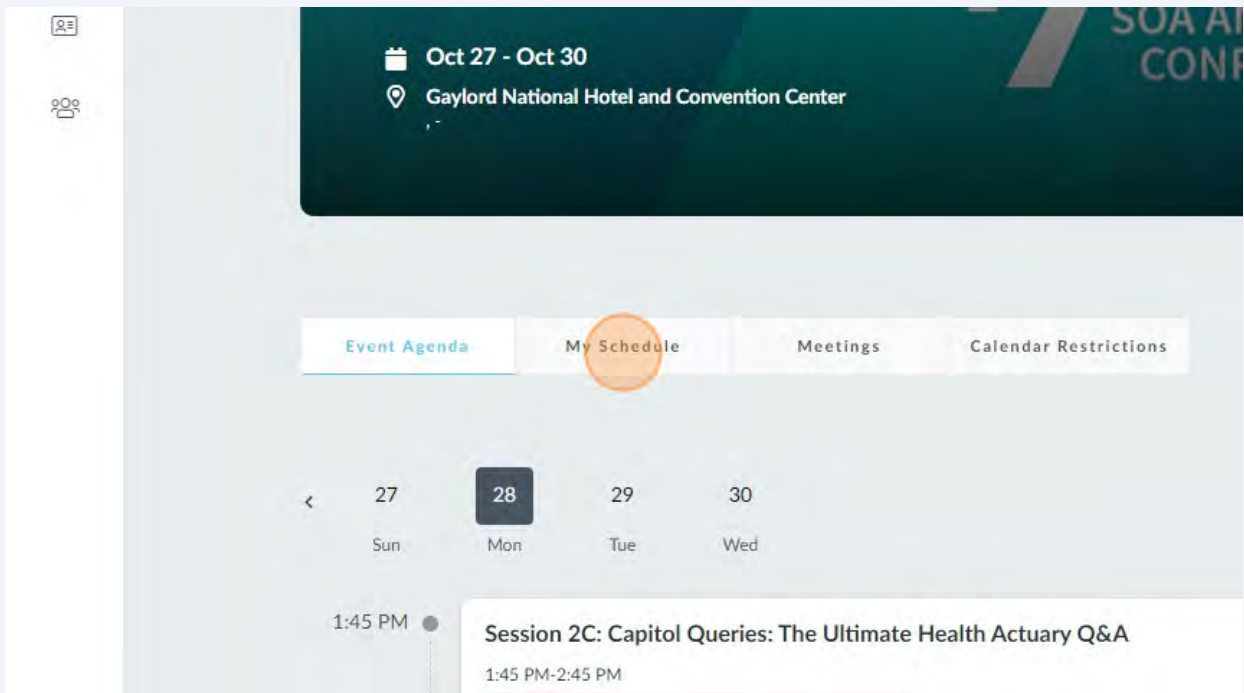 SOA
Oct 27 - Oct 30
Gaylord National Hotel and Convention Center
, -
Event Agenda My Schedule Meetings Calendar Restrictions
< 27 28 29 30
Sun Mon Tue Wed
1:45 PM Session 2C: Capitol Queries: The Ultimate Health Actuary Q&A
1:45 PM-2:45 PM